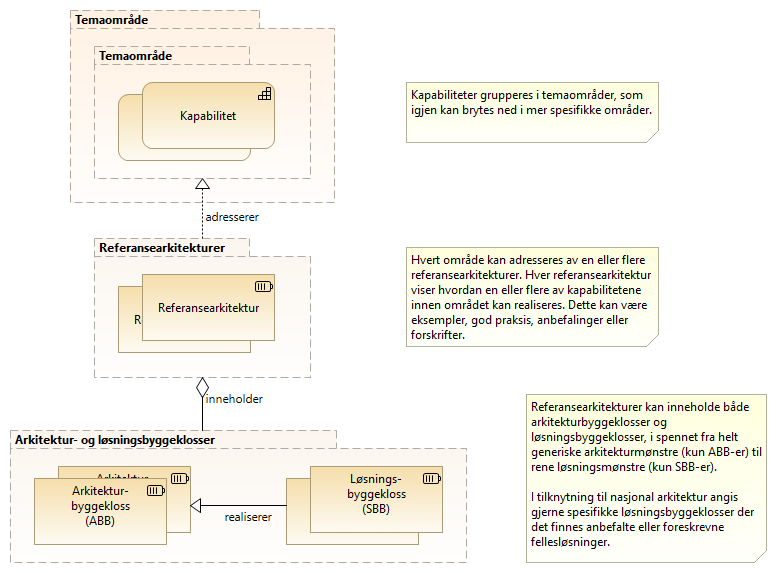 Temaområde
Temaområde
Kapabilitet
Kapabiliteter grupperes i temaområder, som
igjen kan brytes ned i mer spesifikke områder.
adresserer
Referansearkitekturer
Referansearkitektur
Hvert område kan adresseres av en eller flere
referansearkitekturer. Hver referansearkitektur
viser hvordan en eller flere av kapabilitetene
innen området kan realiseres. Dette kan være
eksempler, god praksis, anbefalinger eller
forskrifter.
inneholder
Referansearkitekturer kan inneholde både
arkitekturbyggeklosser og
løsningsbyggeklosser, i spennet fra helt
generiske arkitekturmønstre (kun ABB-er) til
rene løsningsmønstre (kun SBB-er).
I tilknytning til nasjonal arkitektur angis
gjerne spesifikke løsningsbyggeklosser der
det finnes anbefalte eller foreskrevne
fellesløsninger.
Arkitektur- og løsningsbyggeklosser
Arkitektur-
byggekloss
(ABB)
realiserer
Løsnings-
byggekloss
(SBB)